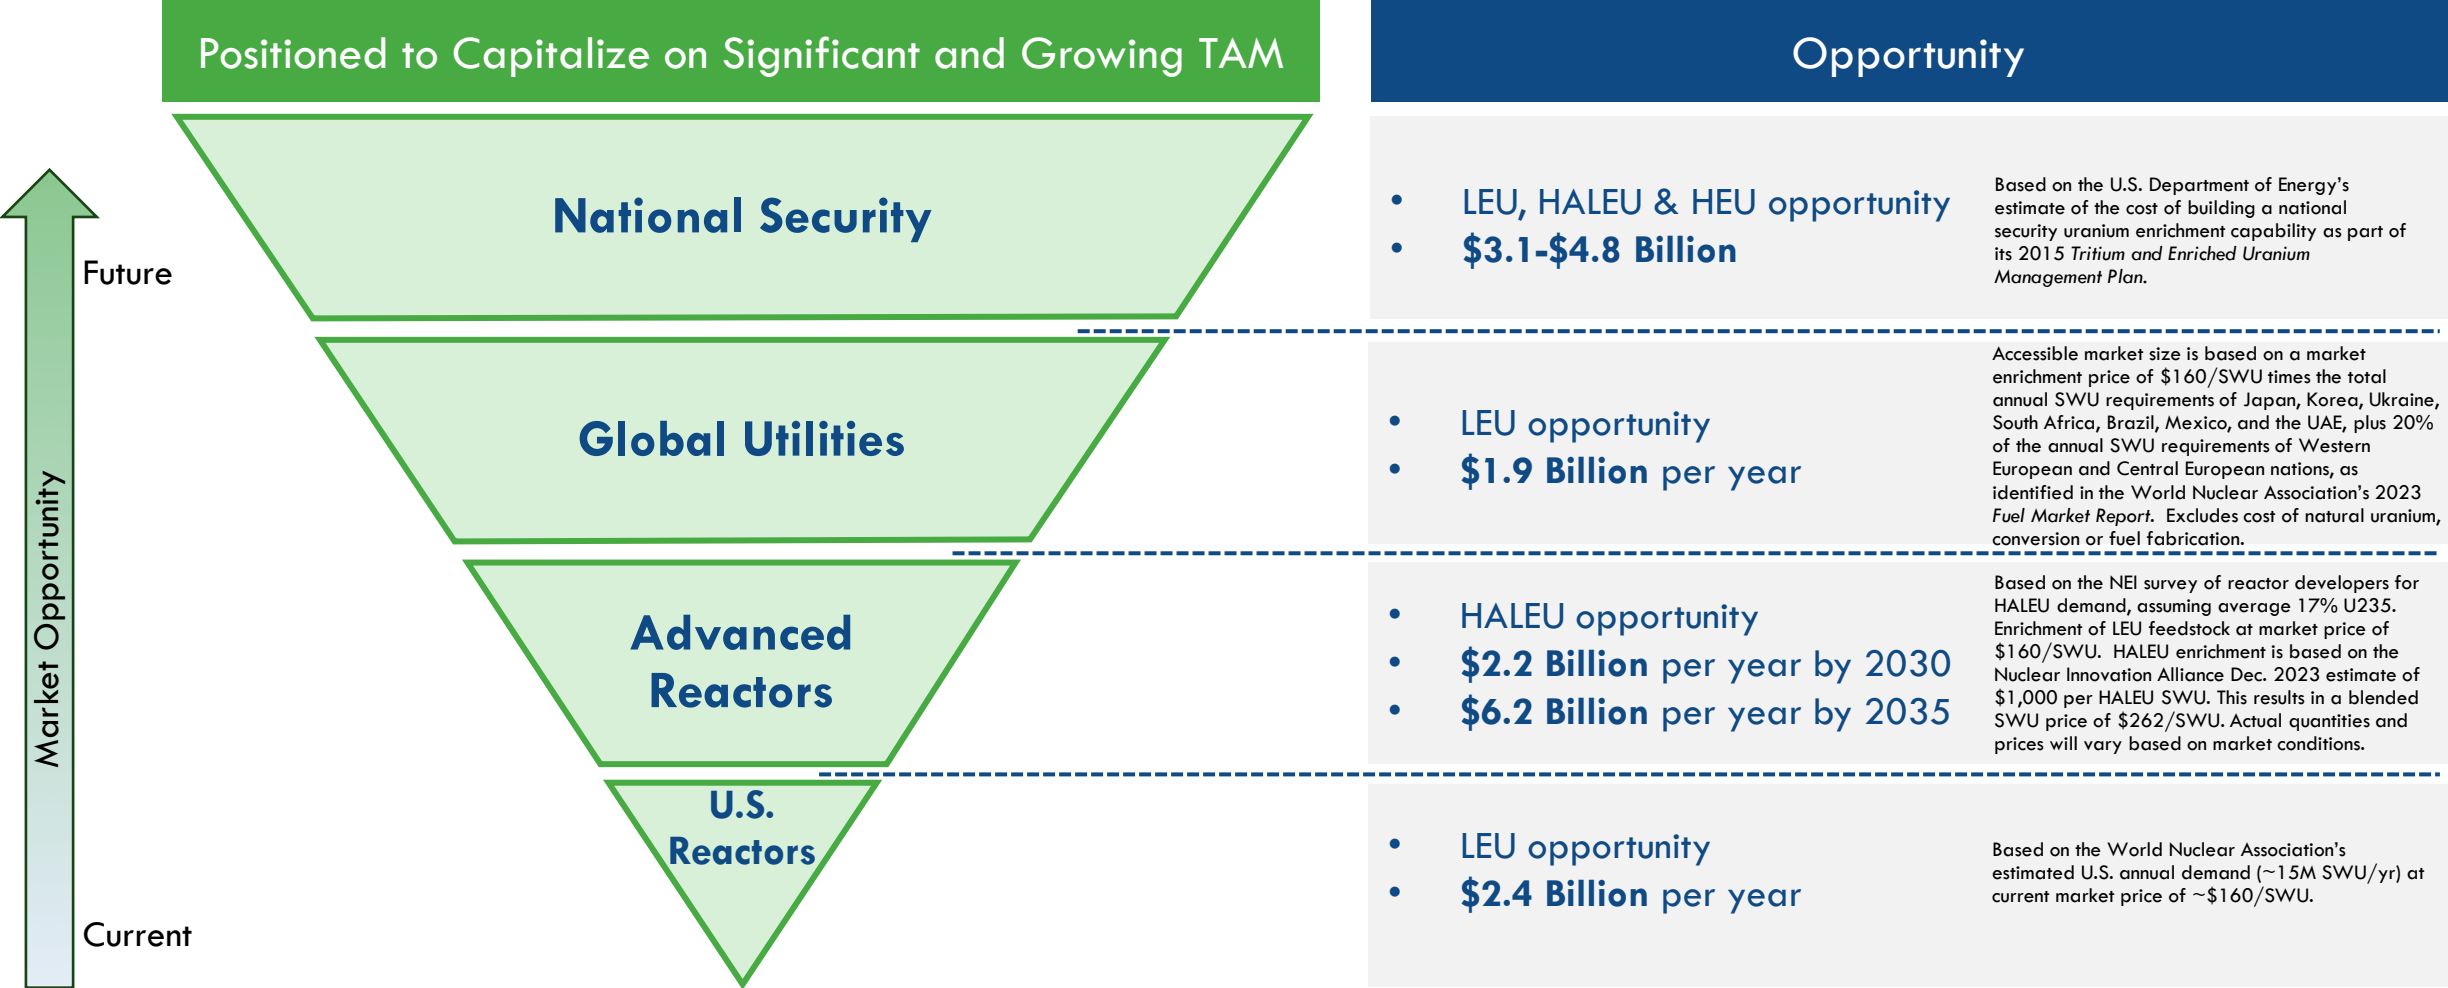 Positioned to Capitalize on Significant and Growing TAM
Opportunity
Market Opportunity
Future
Current
National Security
• LEU, HALEU & HEU opportunity
• $3.1-$4.8 Billion
Based on the U.S. Department of Energy’s
estimate of the cost of building a national
security uranium enrichment capability as part of
its 2015 Tritium and Enriched Uranium
Management Plan.
Global Utilities
• LEU opportunity
• $1.9 Billion per year
Accessible market size is based on a market
enrichment price of $160/SWU times the total
annual SWU requirements of Japan, Korea, Ukraine,
South Africa, Brazil, Mexico, and the UAE, plus 20%
of the annual SWU requirements of Western
European and Central European nations, as
identified in the World Nuclear Association’s 2023
Fuel Market Report. Excludes cost of natural uranium,
conversion or fuel fabrication.
Advanced
Reactors
• HALEU opportunity
• $2.2 Billion per year by 2030
• $6.2 Billion per year by 2035
Based on the NEI survey of reactor developers for
HALEU demand, assuming average 17% U235.
Enrichment of LEU feedstock at market price of
$160/SWU. HALEU enrichment is based on the
Nuclear Innovation Alliance Dec. 2023 estimate of
$1,000 per HALEU SWU. This results in a blended
SWU price of $262/SWU. Actual quantities and
prices will vary based on market conditions.
U.S.
Reactors
• LEU opportunity
• $2.4 Billion per year
Based on the World Nuclear Association’s
estimated U.S. annual demand (~15M SWU/yr) at
current market price of ~$160/SWU.